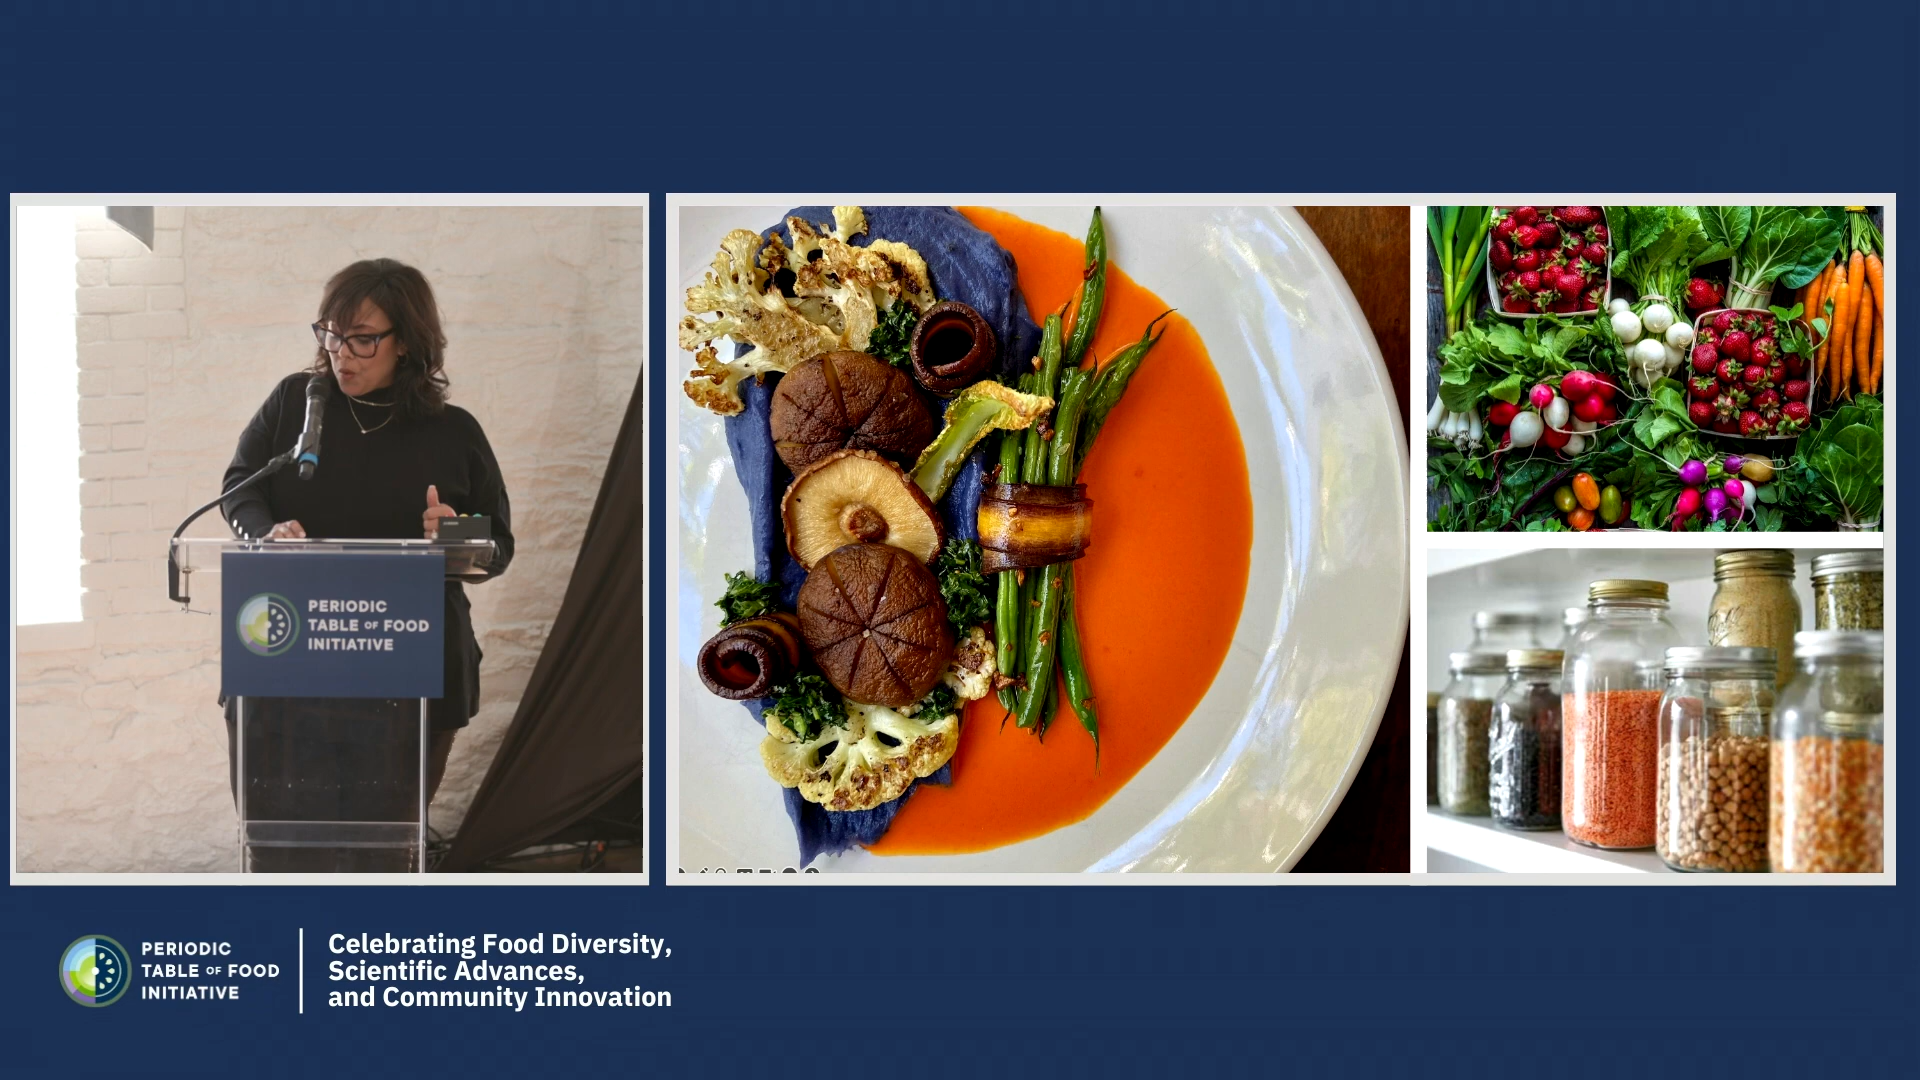 PERIODIC
TABLE OF FOOD
INITIATIVE
PERIODIC
TABLE OF FOOD
INITIATIVE
Celebrating Food Diversity,
Scientific Advances,
and Community Innovation